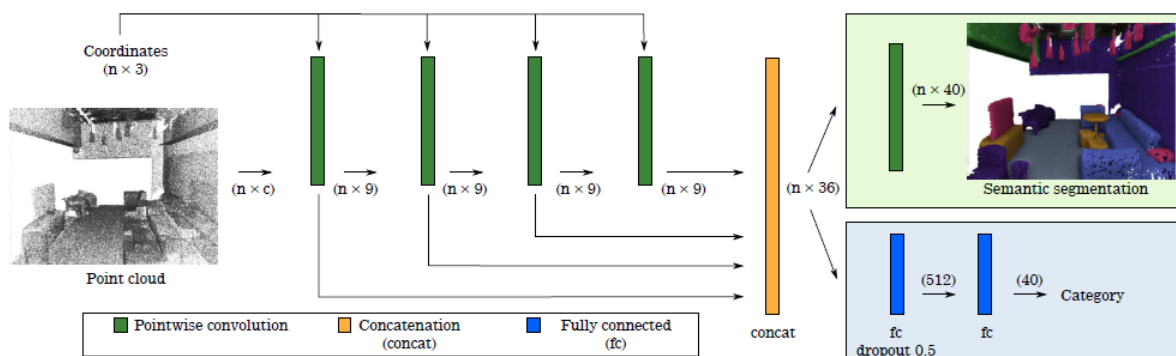 Coordinates
(n × 3)
Point cloud
(n × c)
(n × 9)
(n × 9)
(n × 9)
(n × 9)
(n × 36)
concat
(n × 40)
Semantic segmentation
(512)
(40)
Category
fc
dropout 0.5
fc
Pointwise convolution
Concatenation
(concat)
Fully connected
(fc)